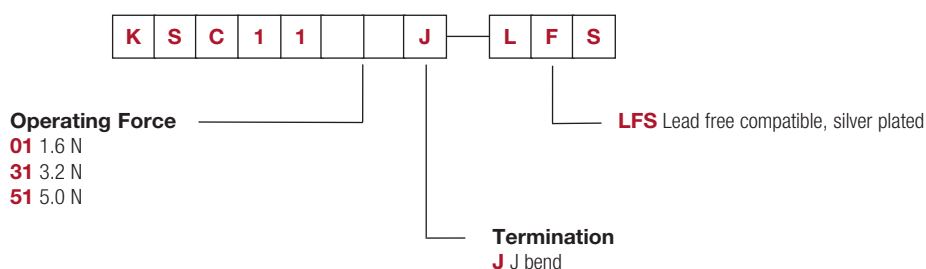 K S C 1 1 J L F S
Operating Force
01 1.6 N
31 3.2 N
51 5.0 N
LFS Lead free compatible, silver plated
Termination
J J bend